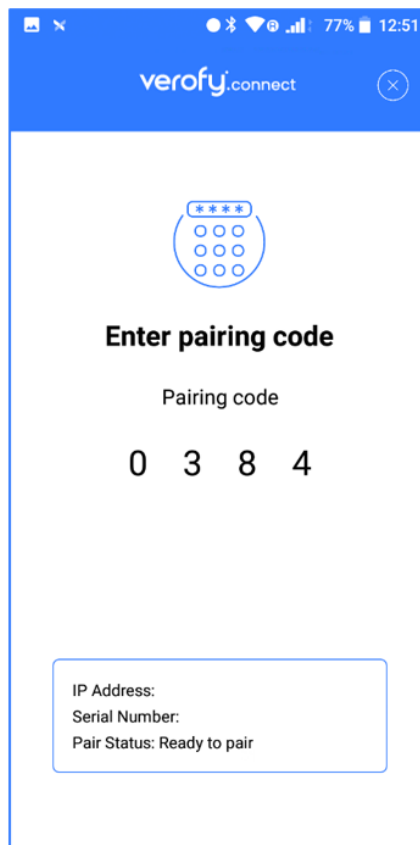 77% 12:51
verofy.connect
****
Enter pairing code
Pairing code
0 3 8 4
IP Address:
Serial Number:
Pair Status: Ready to pair